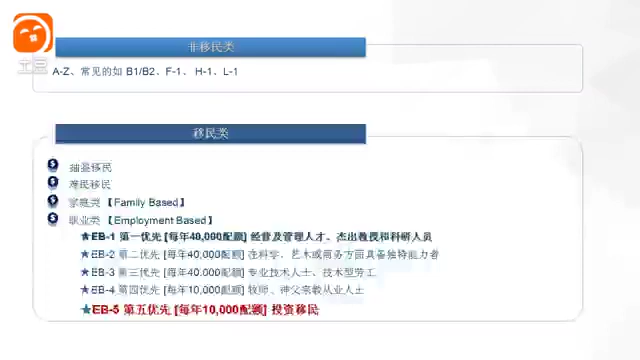 非移民类
A-Z、常见的如 B1/B2、F-1、 H-1、L-1
移民类
抽签移民
难民移民
家庭类 【Family Based】
职业类 【Employment Based】
★EB-1 第一优先 [每年40,000配额] 经营及管理人才、杰出教授和科研人员
★EB-2 第二优先 [每年40,000配额] 在科学、艺术或商务方面具备独特能力者
★EB-3 第三优先 [每年40,000配额] 专业技术人士、技术型劳工
★EB-4 第四优先 [每年10,000配额] 牧师、神父宗教从业人士
★EB-5 第五优先 [每年10,000配额] 投资移民